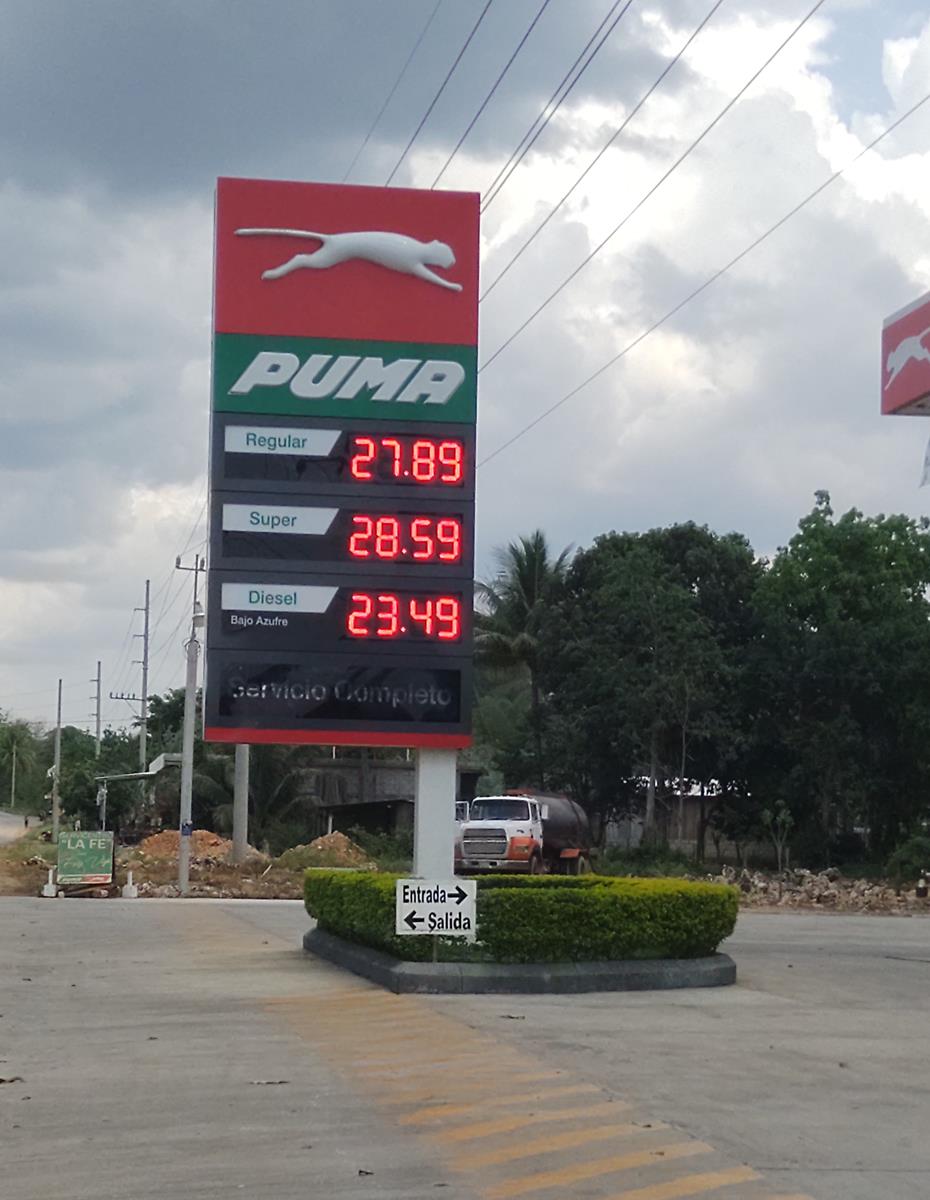 PUMA
Regular 27.89
Super 28.59
Diesel 23.49
Bajo Azufre
Servicio Completo
Entrada→
←Salida
"LA FE